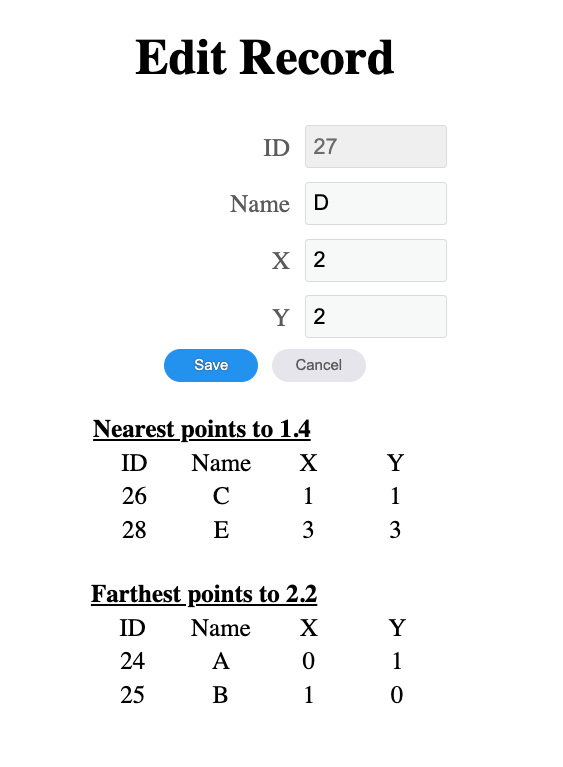 Edit Record
ID 27
Name D
X 2
Y 2
Save Cancel
Nearest points to 1.4
ID Name X Y
26 C 1 1
28 E 3 3
Farthest points to 2.2
ID Name X Y
24 A 0 1
25 B 1 0